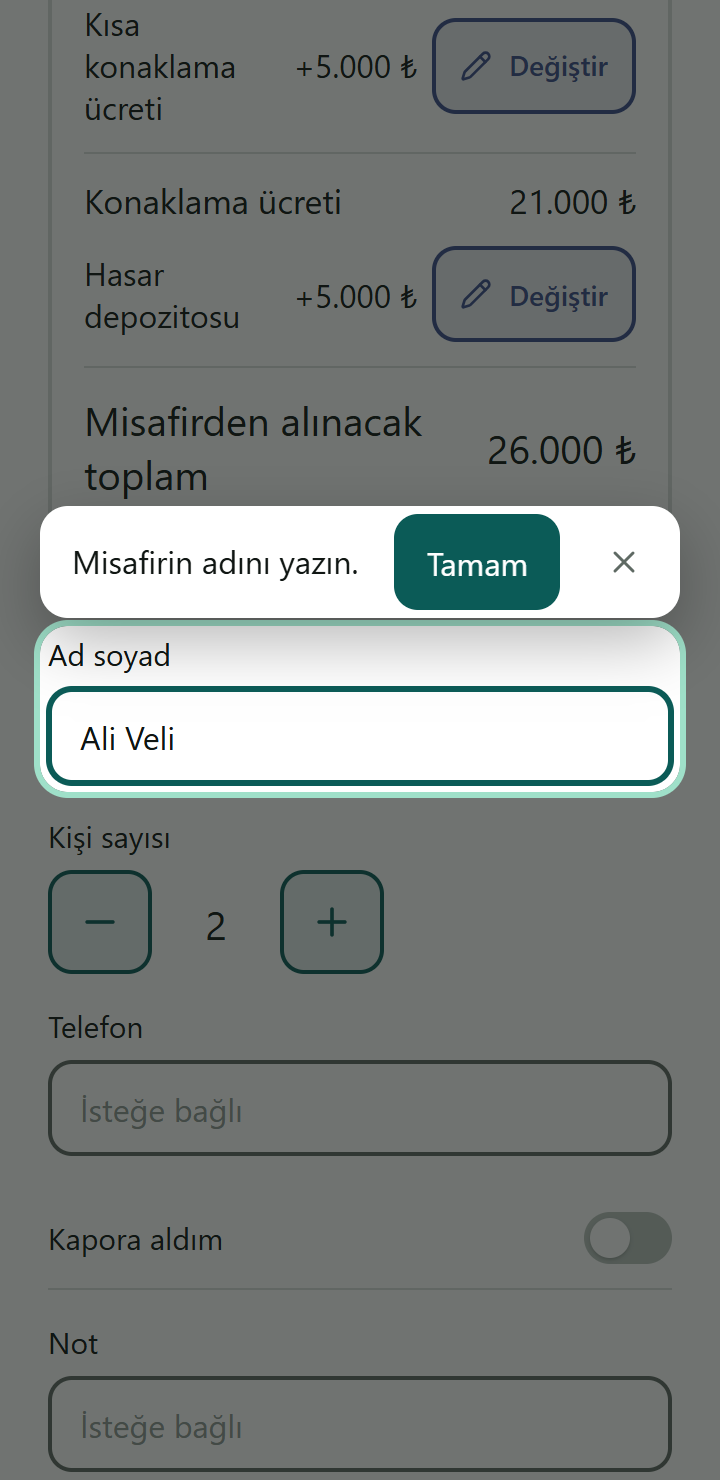 Kısa
konaklama
ücreti
+5.000 ₺
Değiştir
Konaklama ücreti
21.000 ₺
Hasar
depozitosu
+5.000 ₺
Değiştir
Misafirden alınacak
toplam
26.000 ₺
Misafirin adını yazın.
Tamam
Ad soyad
Ali Veli
Kişi sayısı
2
Telefon
İsteğe bağlı
Kapora aldım
Not
İsteğe bağlı